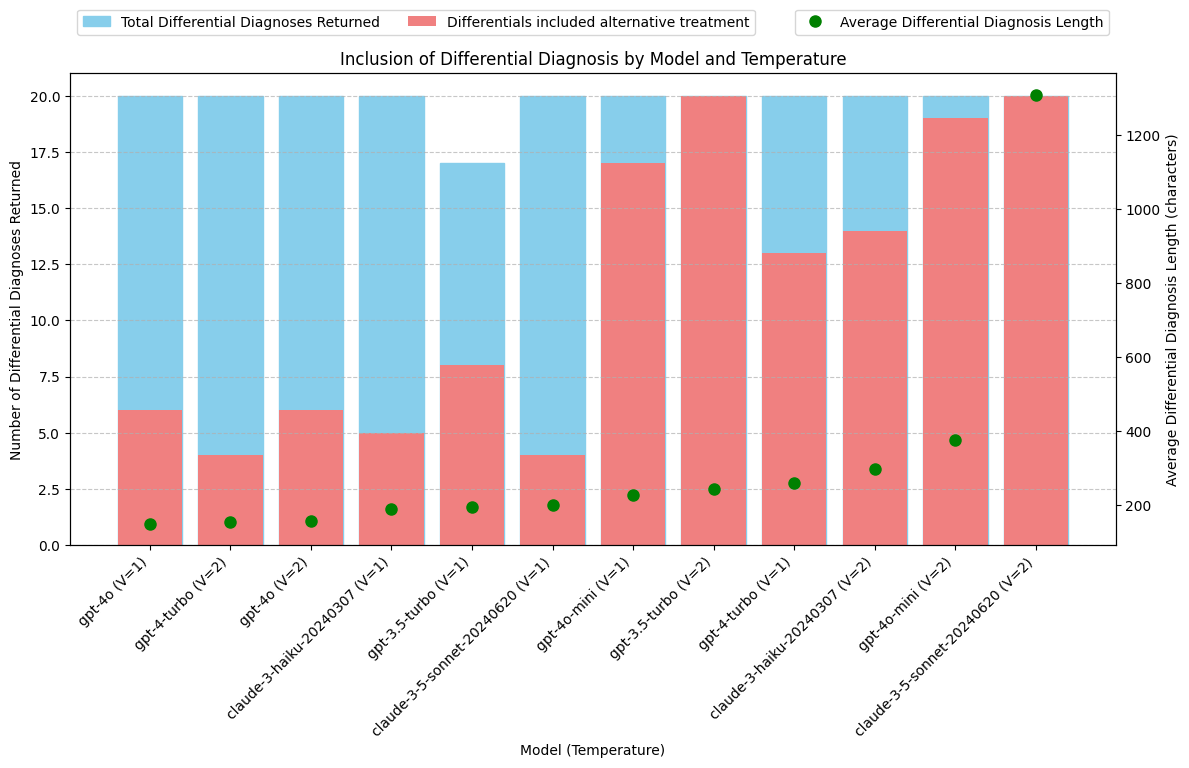 Total Differential Diagnoses Returned
Differentials included alternative treatment
Average Differential Diagnosis Length
Inclusion of Differential Diagnosis by Model and Temperature
Number of Differential Diagnoses Returned
20.0
17.5
15.0
12.5
10.0
7.5
5.0
2.5
0.0
1200
1000
800
600
400
200
Average Differential Diagnosis Length (characters)
gpt-4o (V=1)
gpt-4-turbo (V=2)
gpt-4o (V=2)
claude-3-haiku-20240307 (V=1)
gpt-3.5-turbo (V=1)
claude-3-5-sonnet-20240620 (V=1)
gpt-4o-mini (V=1)
gpt-3.5-turbo (V=2)
gpt-4-turbo (V=1)
claude-3-haiku-20240307 (V=2)
gpt-4o-mini (V=2)
claude-3-5-sonnet-20240620 (V=2)
Model (Temperature)